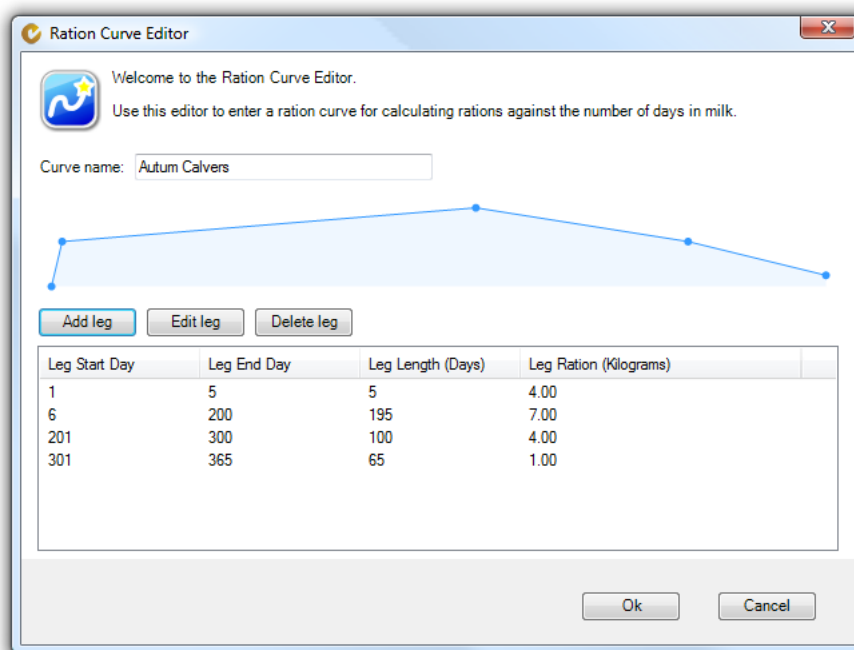 Ration Curve Editor
Welcome to the Ration Curve Editor.
Use this editor to enter a ration curve for calculating rations against the number of days in milk.
Curve name: Autum Calvers
Add leg Edit leg Delete leg
Leg Start Day Leg End Day Leg Length (Days) Leg Ration (Kilograms)
1 5 5 4.00
6 200 195 7.00
201 300 100 4.00
301 365 65 1.00
Ok Cancel